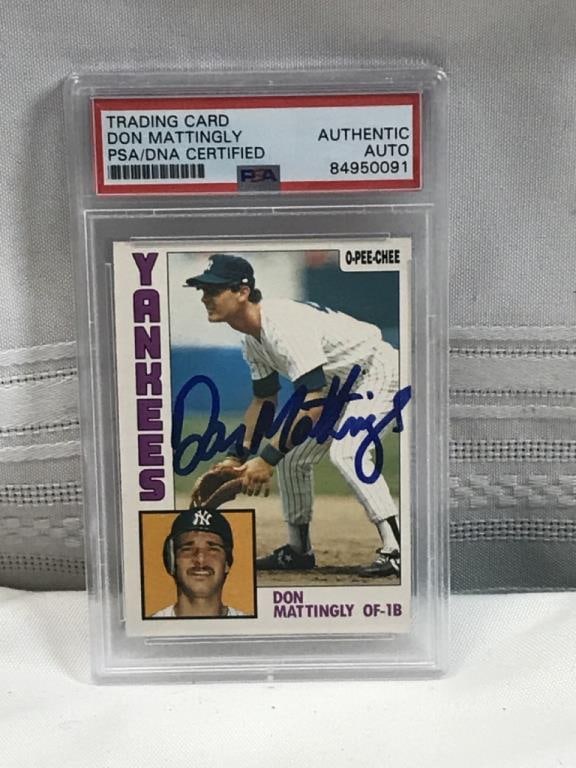 TRADING CARD
DON MATTINGLY
PSA/DNA CERTIFIED
AUTHENTIC
AUTO
84950091
PSA
O-PEE-CHEE
YANKEES
Don Mattingly
NY
DON
MATTINGLY OF-1B